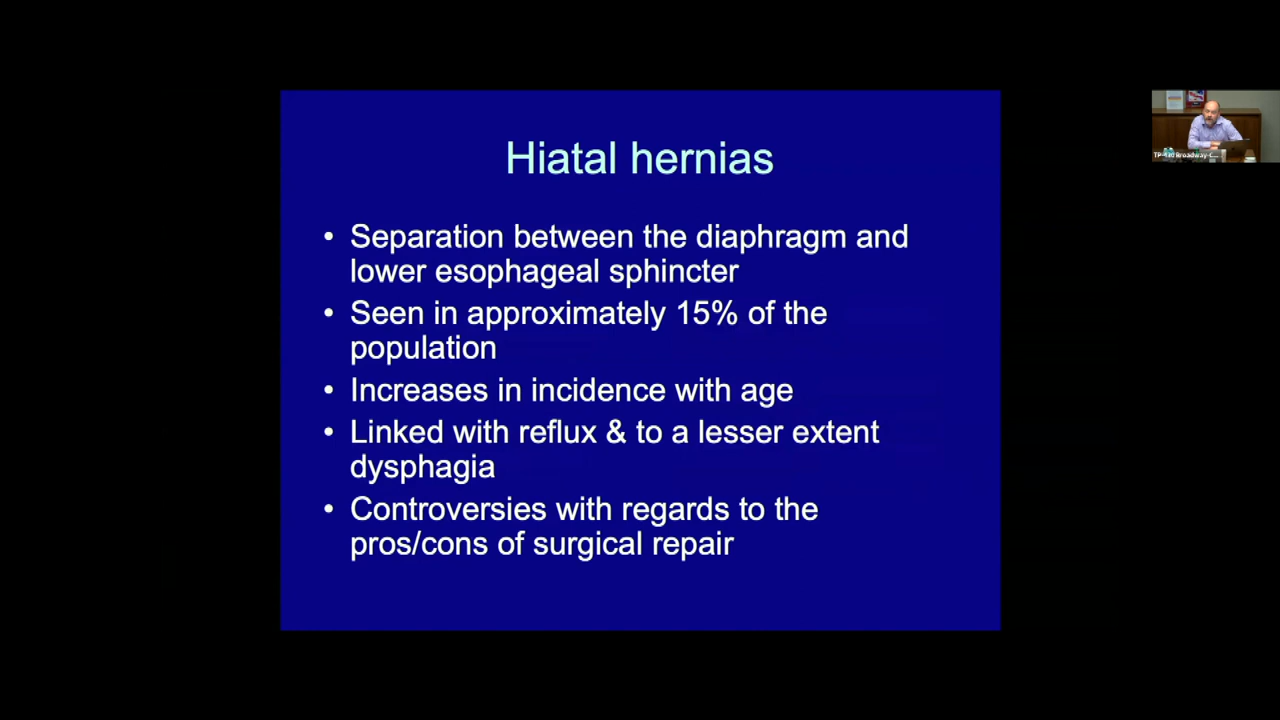 Hiatal hernias
• Separation between the diaphragm and
lower esophageal sphincter
• Seen in approximately 15% of the
population
• Increases in incidence with age
• Linked with reflux & to a lesser extent
dysphagia
• Controversies with regards to the
pros/cons of surgical repair
Broadway-C...